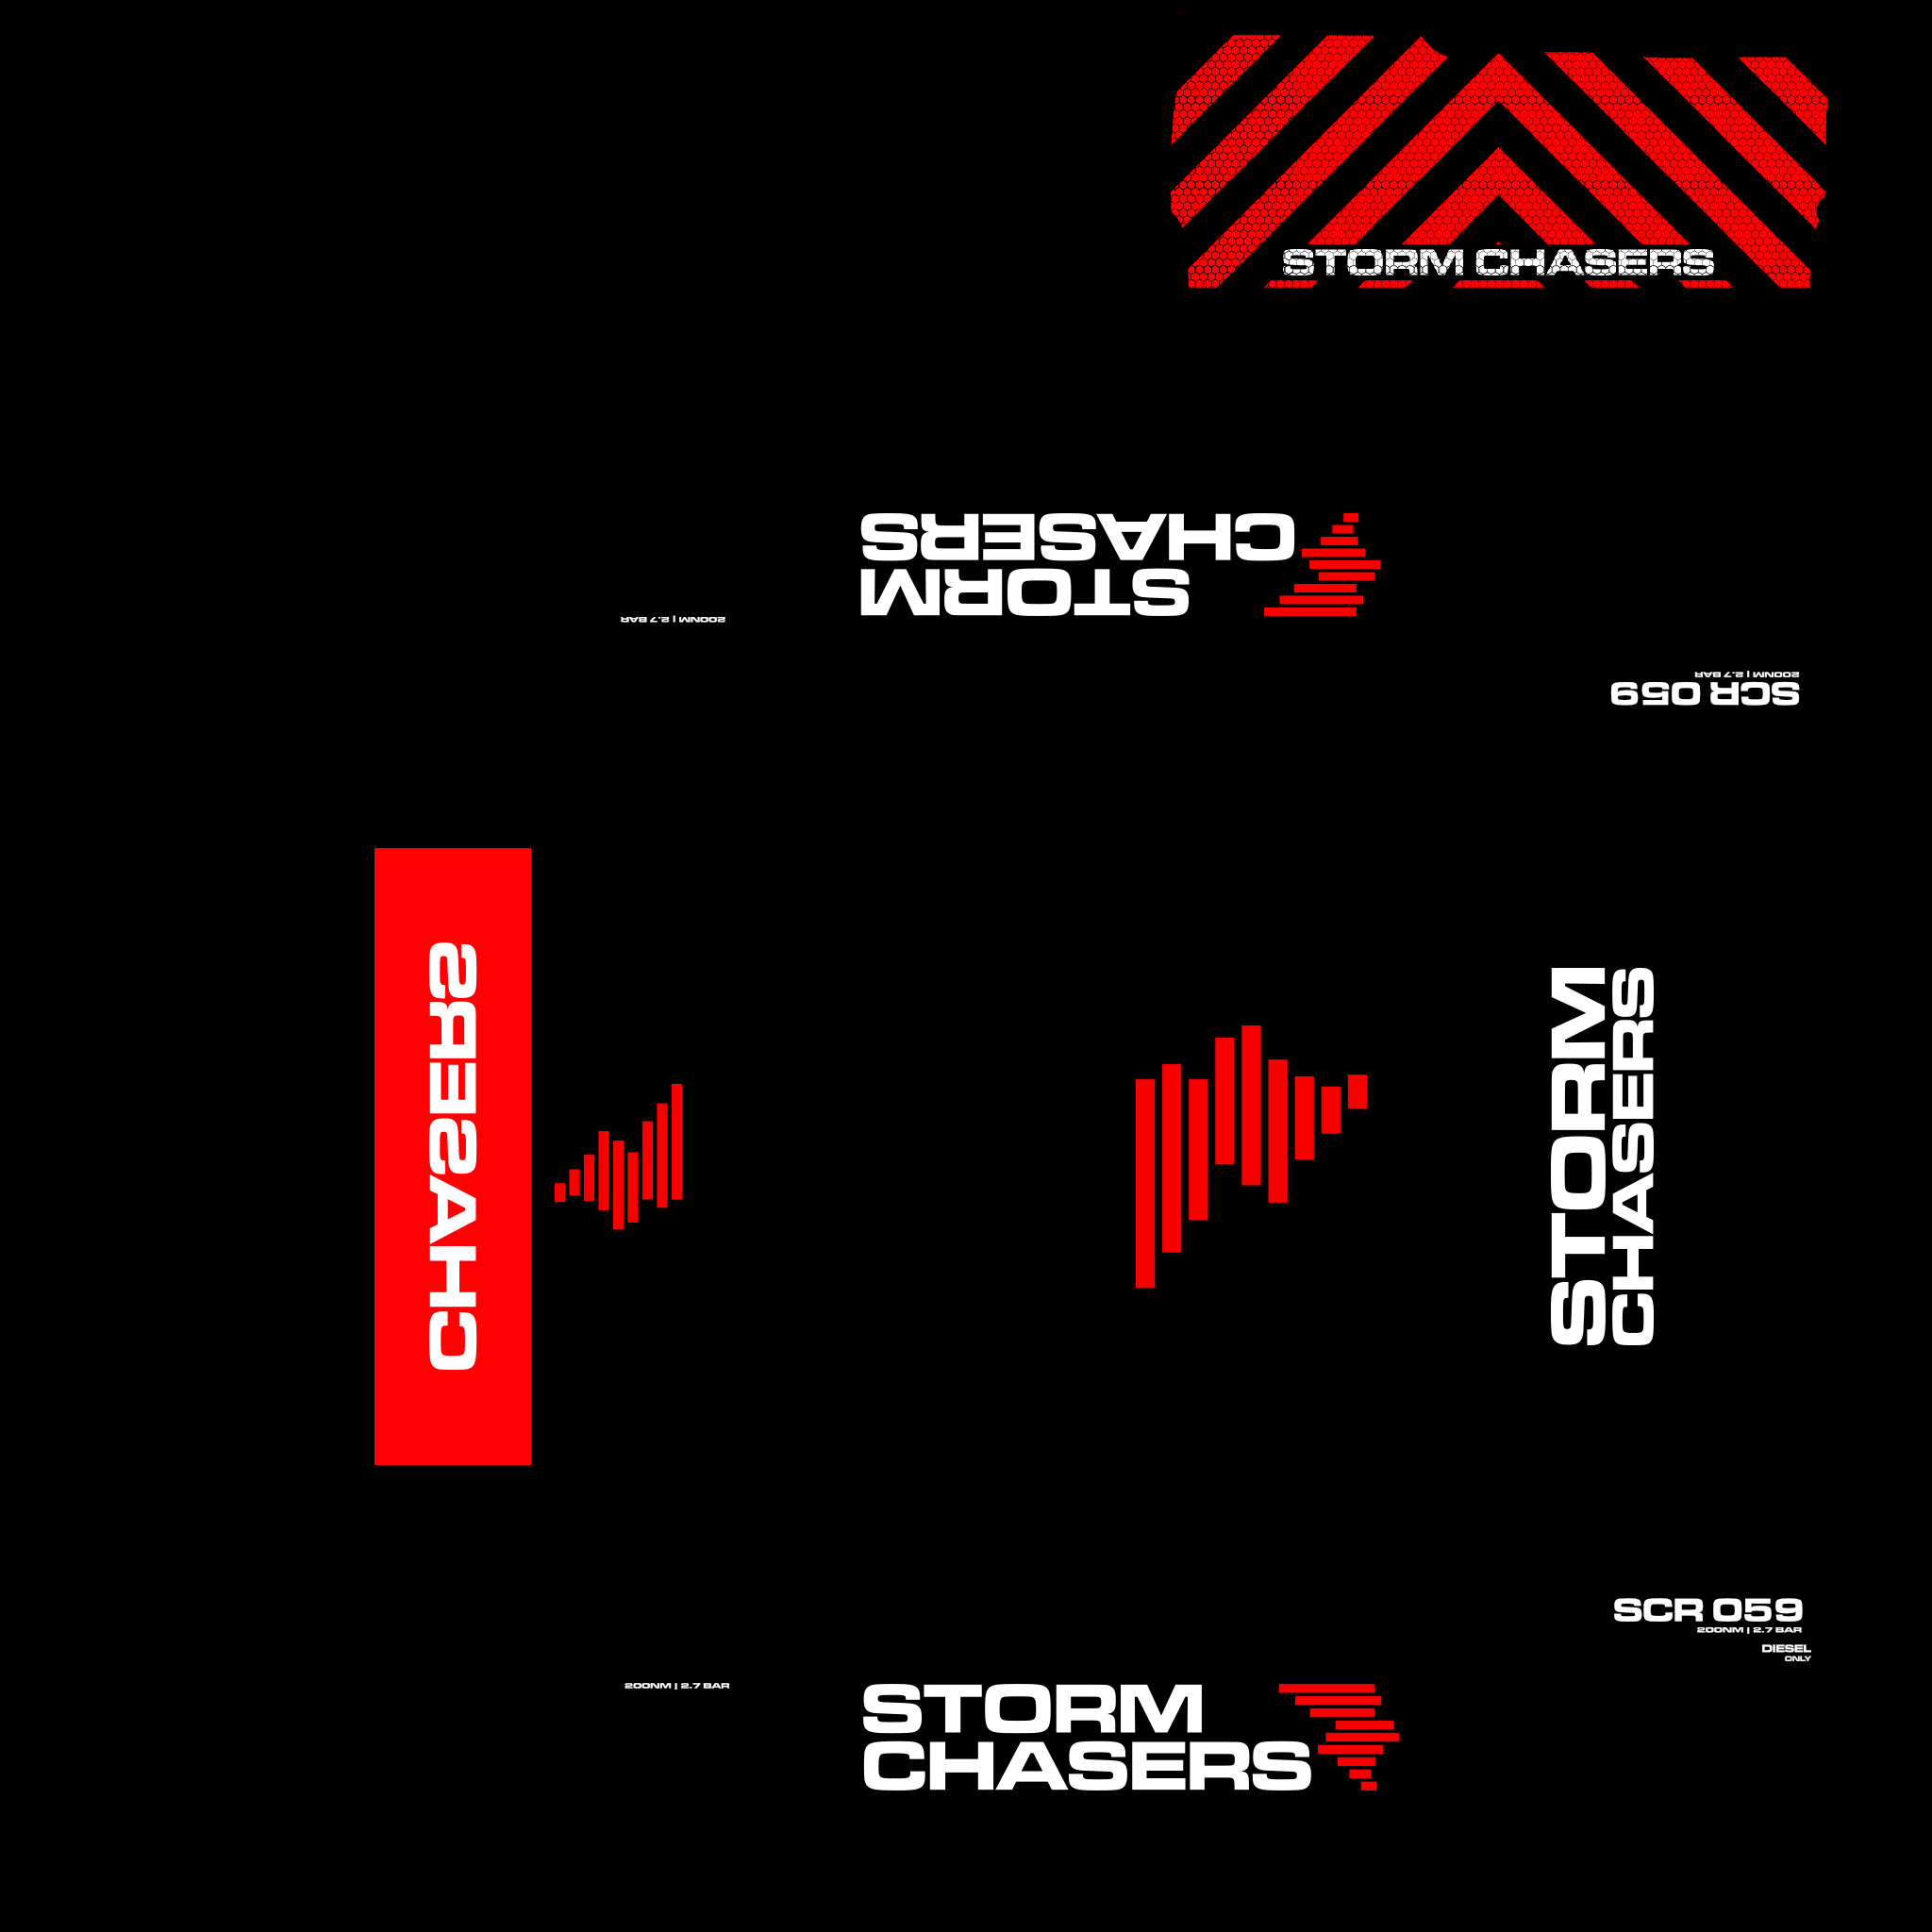 STORM CHASERS
STORM
CHASERS
200NM | 2.7 BAR
SCR 059
200NM | 2.7 BAR
CHASERS
STORM
CHASERS
SCR 059
200NM | 2.7 BAR
DIESEL
ONLY
200NM | 2.7 BAR
STORM
CHASERS